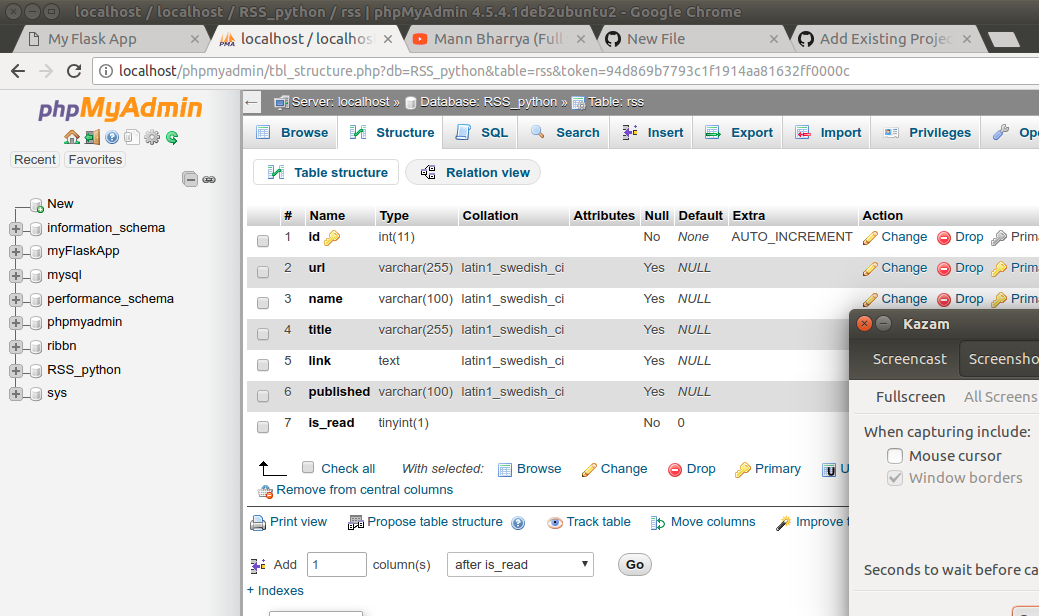 localhost / localhost / RSS_python / rss | phpMyAdmin 4.5.4.1deb2ubuntu2 - Google Chrome
My Flask App × localhost / localhos × Mann Bharrya (Full × New File × Add Existing Projec ×
localhost/phpmyadmin/tbl_structure.php?db=RSS_python&table=rss&token=94d869b7793c1f1914aa81632ff0000c
phpMyAdmin
Recent Favorites
New
information_schema
myFlaskApp
mysql
performance_schema
phpmyadmin
ribbn
RSS_python
sys
Server: localhost » Database: RSS_python » Table: rss
Browse Structure SQL Search Insert Export Import Privileges Op
Table structure Relation view
# Name Type Collation Attributes Null Default Extra Action
1 id int(11) No None AUTO_INCREMENT Change Drop Prim
2 url varchar(255) latin1_swedish_ci Yes NULL Change Drop Prim
3 name varchar(100) latin1_swedish_ci Yes NULL Change Drop Prim
4 title varchar(255) latin1_swedish_ci Yes NULL
5 link text latin1_swedish_ci Yes NULL
6 published varchar(100) latin1_swedish_ci Yes NULL
7 is_read tinyint(1) No 0
Check all With selected: Browse Change Drop Primary U
Remove from central columns
Print view Propose table structure Track table Move columns Improve t
Add 1 column(s) after is_read Go
+ Indexes
Kazam
Screencast Screensho
Fullscreen All Screens
When capturing include:
Mouse cursor
Window borders
Seconds to wait before ca